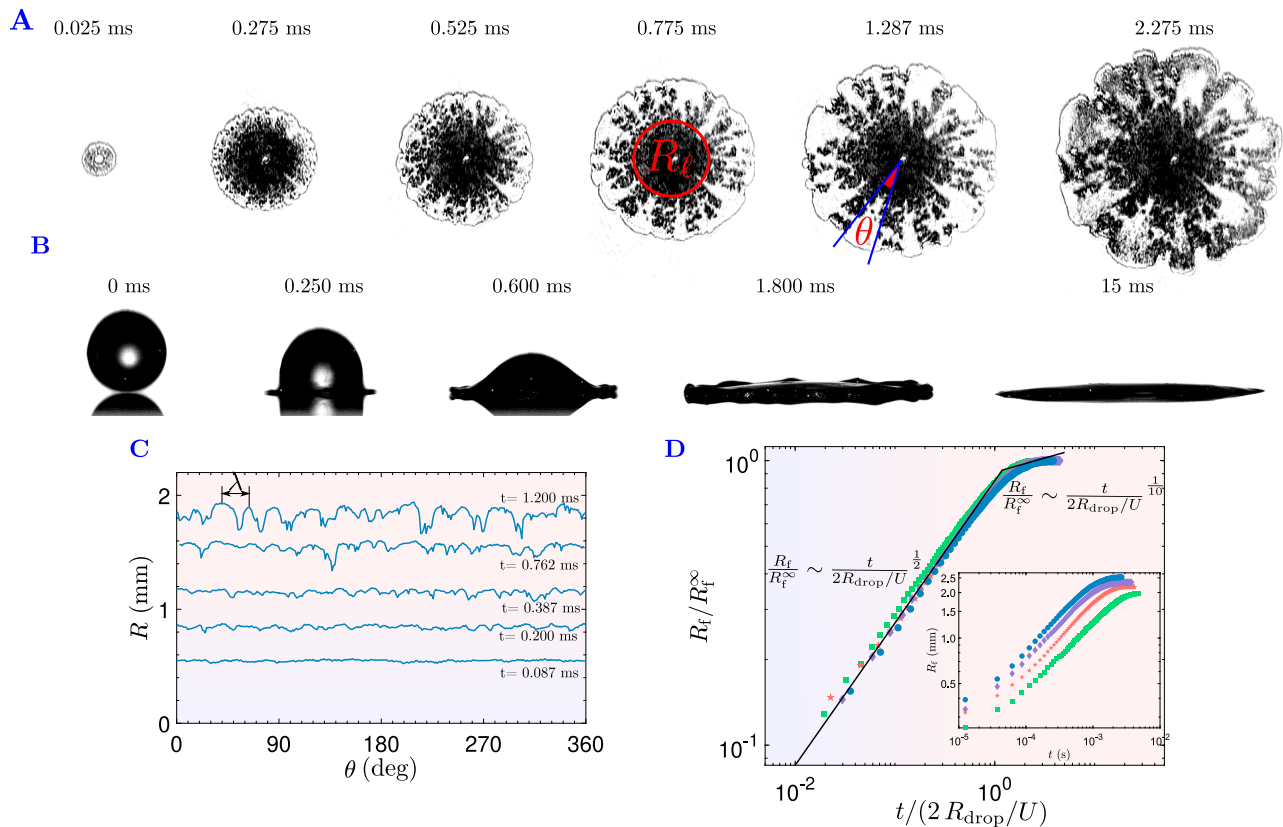 A
0.025 ms 0.275 ms 0.525 ms 0.775 ms 1.287 ms 2.275 ms
R_ℓ
θ
B
0 ms 0.250 ms 0.600 ms 1.800 ms 15 ms
C
λ
t= 1.200 ms
t= 0.762 ms
t= 0.387 ms
t= 0.200 ms
t= 0.087 ms
2
1
0
R (mm)
0 90 180 270 360
θ (deg)
D
10^0
10^-1
R_f/R_f^∞
R_f/R_f^∞ ∼ t/(2R_drop/U)^(1/10)
R_f/R_f^∞ ∼ t/(2R_drop/U)^(1/2)
2.5
2.0
1.5
1.0
0.5
R_f (mm)
10^-5 10^-4 10^-3 10^-2
t (s)
10^-2 10^0
t/(2 R_drop/U)